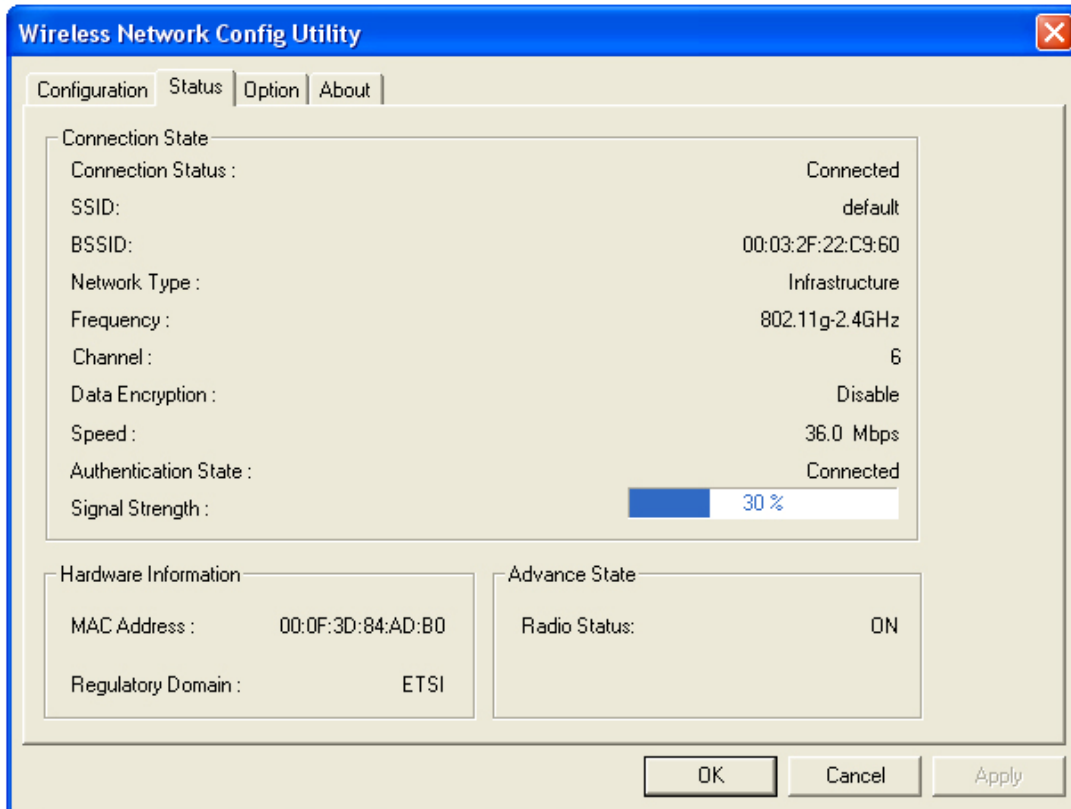 Wireless Network Config Utility
Configuration Status Option About
Connection State
Connection Status : Connected
SSID: default
BSSID: 00:03:2F:22:C9:60
Network Type : Infrastructure
Frequency : 802.11g-2.4GHz
Channel : 6
Data Encryption : Disable
Speed : 36.0 Mbps
Authentication State : Connected
Signal Strength : 30 %
Hardware Information
MAC Address : 00:0F:3D:84:AD:B0
Regulatory Domain : ETSI
Advance State
Radio Status: ON
OK Cancel Apply